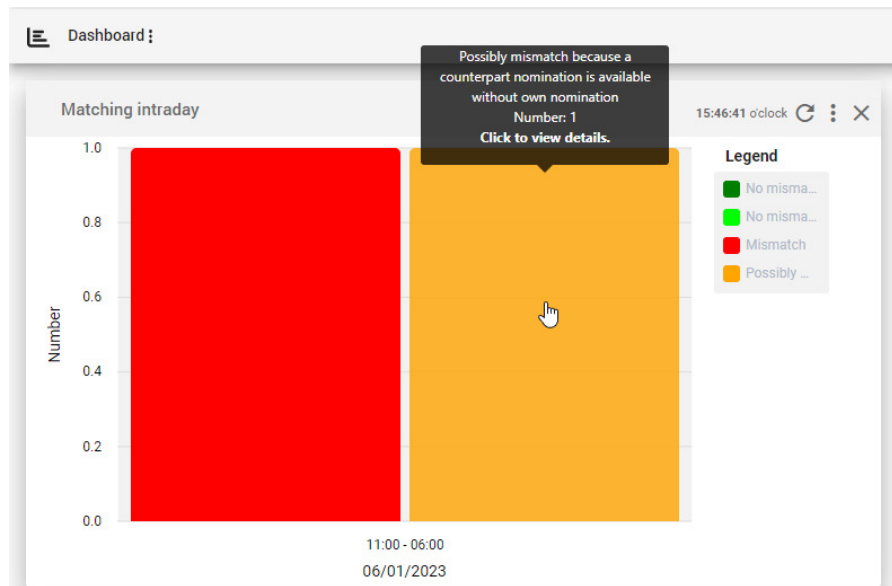 Dashboard
Possibly mismatch because a
counterpart nomination is available
without own nomination
Number: 1
Click to view details.
Matching intraday
15:46:41 o'clock
Legend
No misma...
No misma...
Mismatch
Possibly ...
Number
1.0
0.8
0.6
0.4
0.2
0.0
11:00 - 06:00
06/01/2023